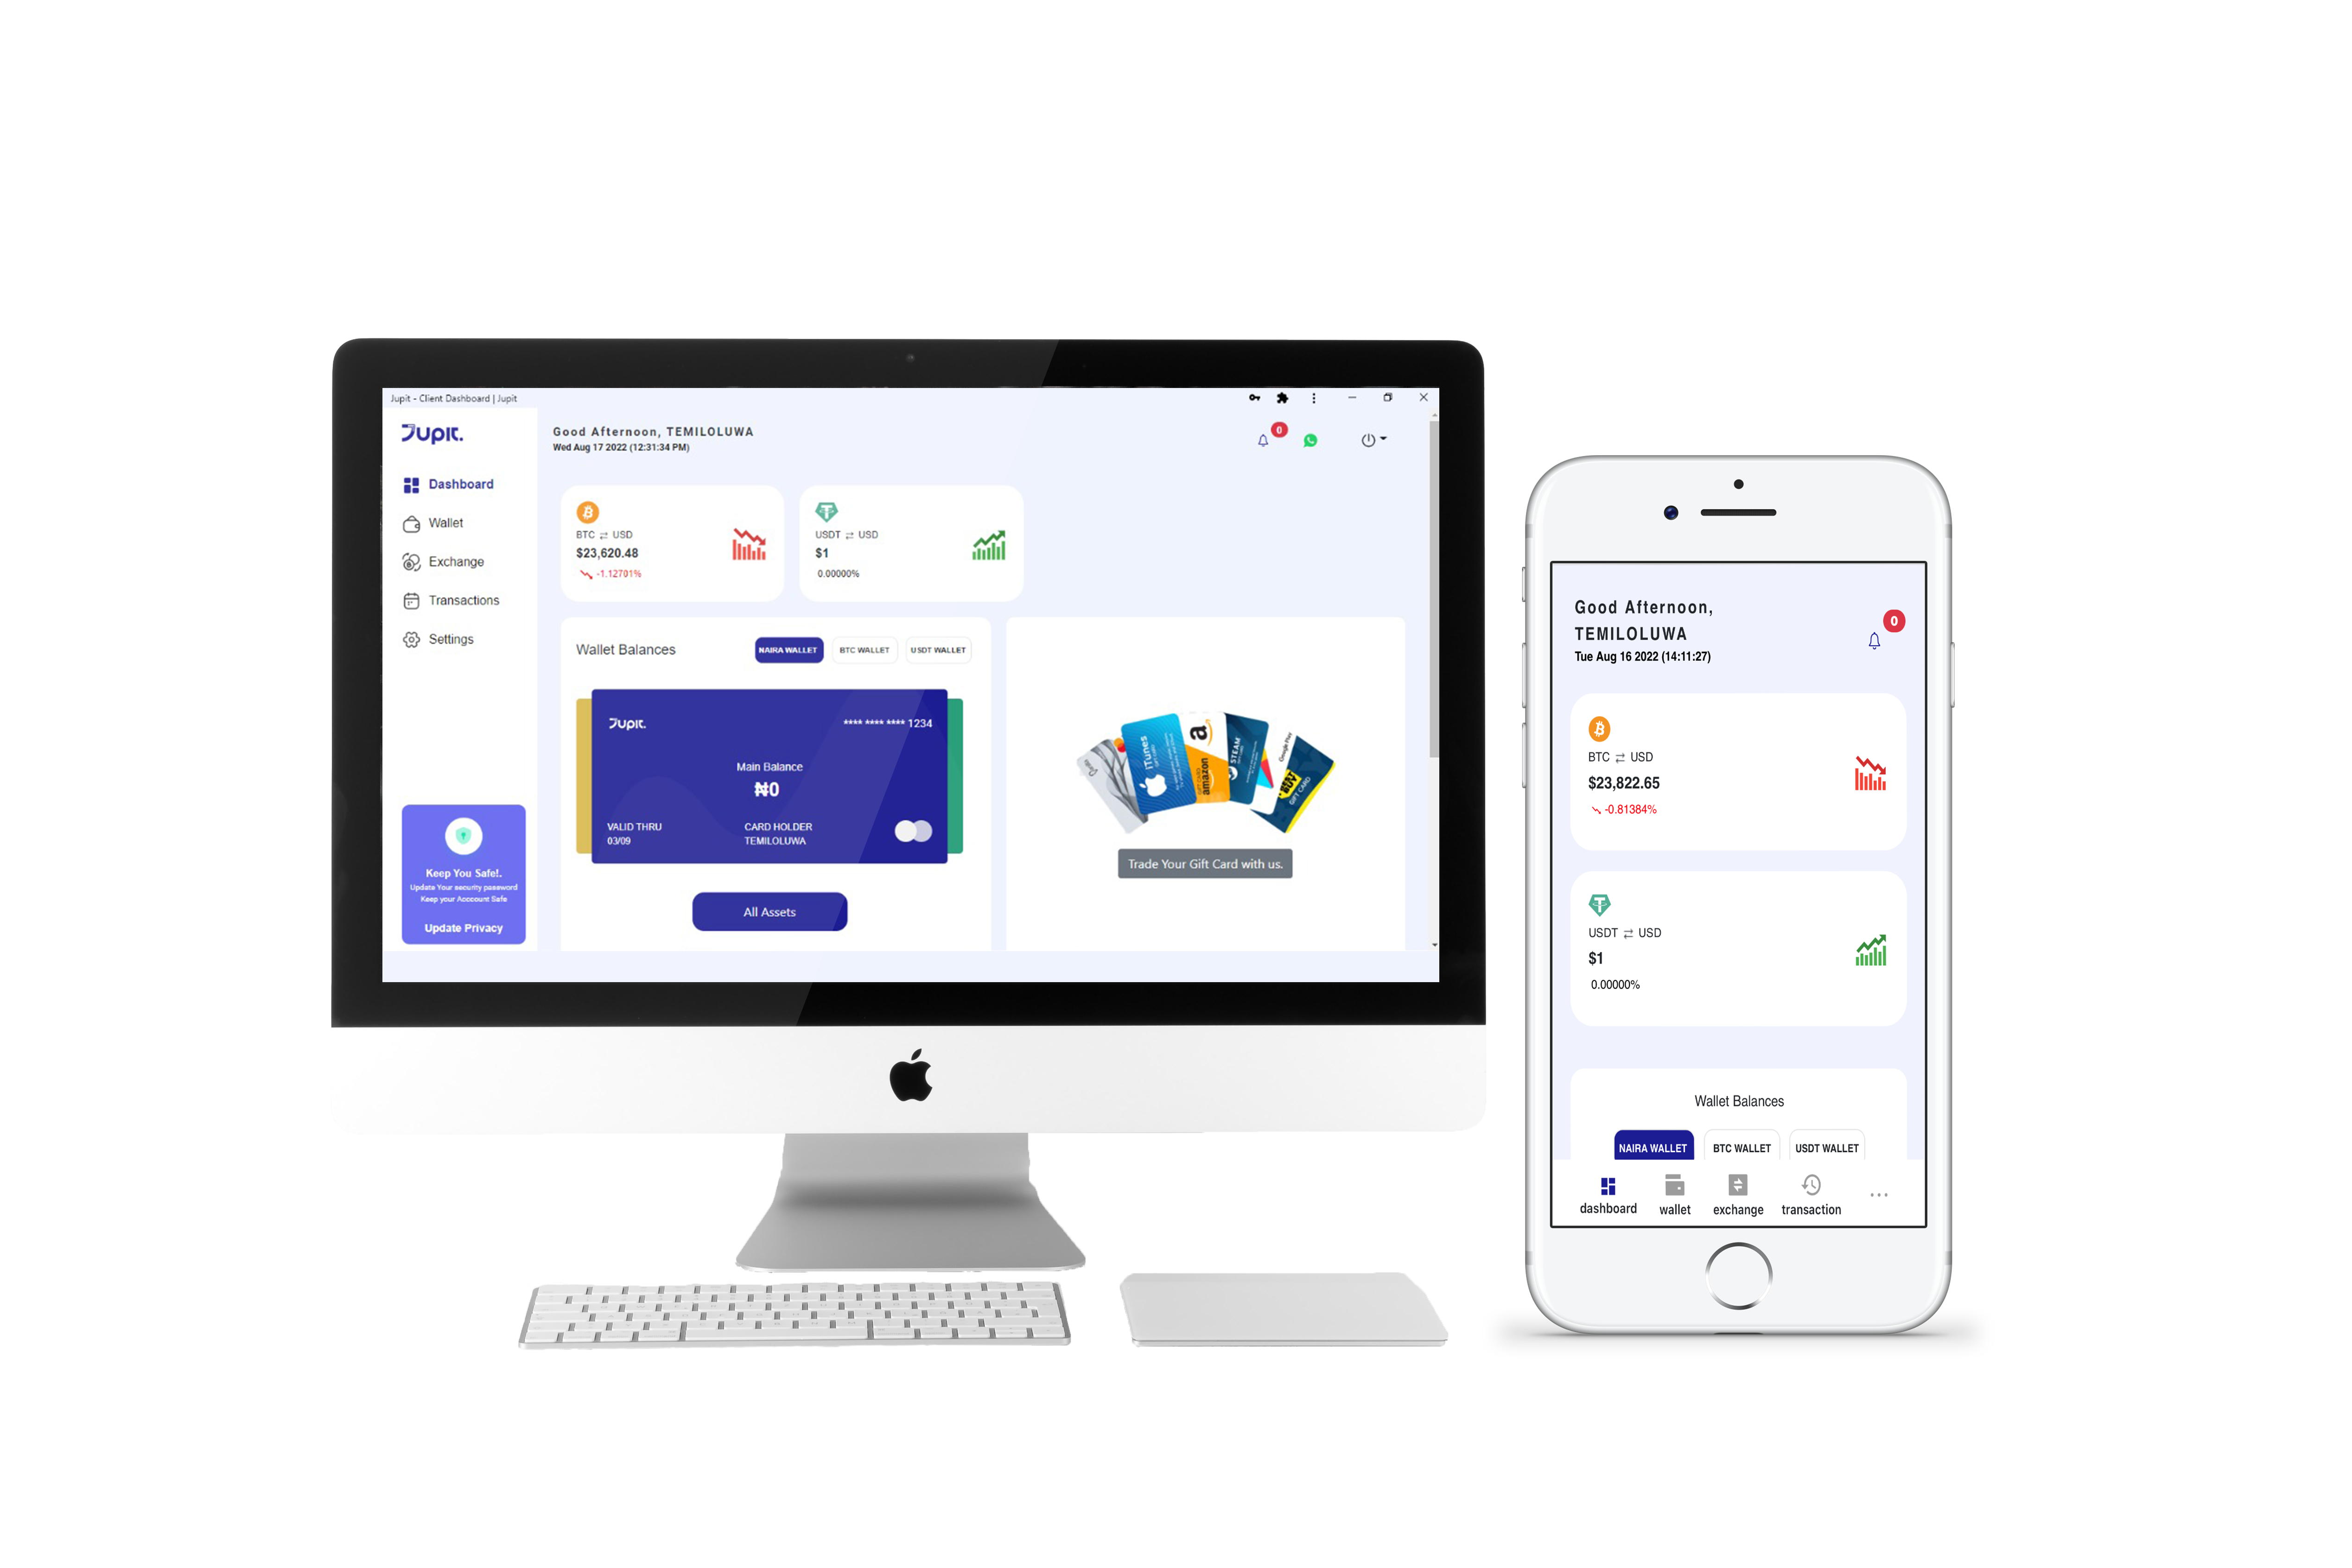 Jupit - Client Dashboard | Jupit
Jupit.
Good Afternoon, TEMILOLUWA
Wed Aug 17 2022 (12:31:34 PM)
0
Dashboard
Wallet
Exchange
Transactions
Settings
BTC ⇄ USD
$23,620.48
-1.12701%
USDT ⇄ USD
$1
0.00000%
Wallet Balances
NAIRA WALLET
BTC WALLET
USDT WALLET
Jupit.
**** **** **** 1234
Main Balance
₦0
VALID THRU
03/09
CARD HOLDER
TEMILOLUWA
All Assets
iTunes
a
amazon
STEAM
Google Play
BUY
GIFT CARD
Trade Your Gift Card with us.
Keep You Safe!.
Update Your security password
Keep your Acccount Safe
Update Privacy
Good Afternoon,
TEMILOLUWA
Tue Aug 16 2022 (14:11:27)
0
BTC ⇄ USD
$23,822.65
-0.81384%
USDT ⇄ USD
$1
0.00000%
Wallet Balances
NAIRA WALLET
BTC WALLET
USDT WALLET
dashboard
wallet
exchange
transaction